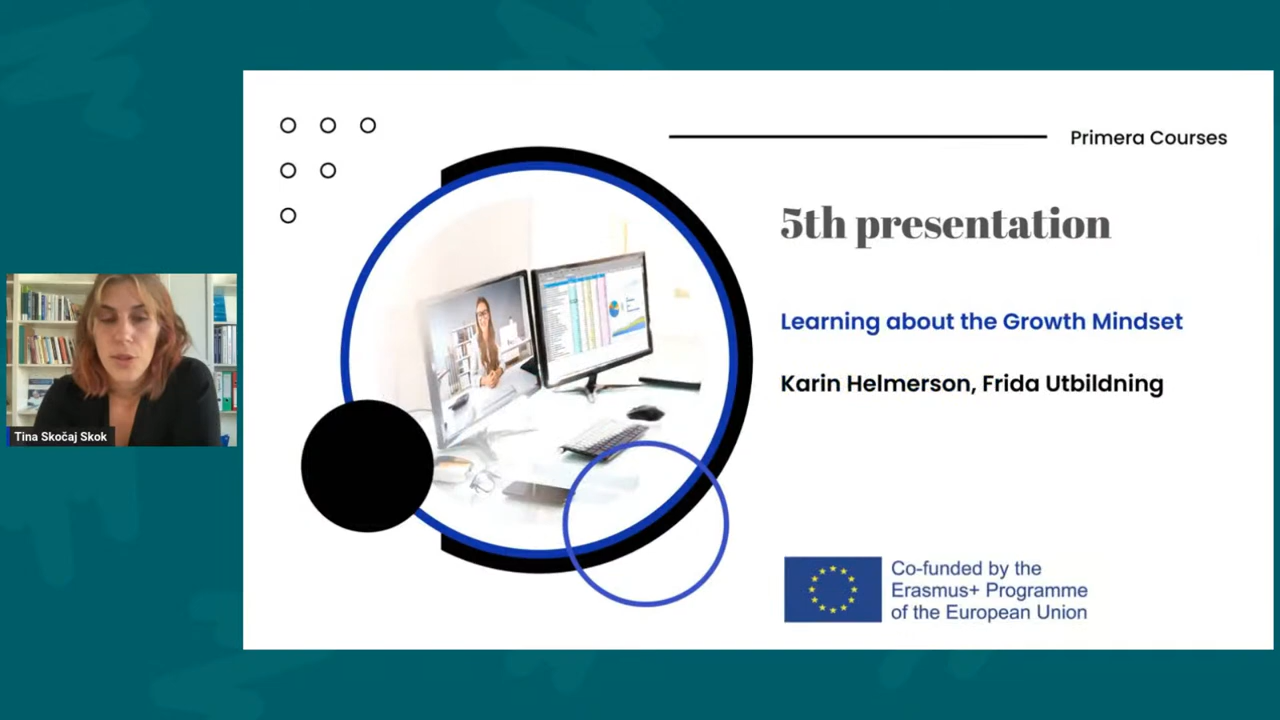 Primera Courses
5th presentation
Learning about the Growth Mindset
Karin Helmerson, Frida Utbildning
Tina Skočaj Skok
Co-funded by the
Erasmus+ Programme
of the European Union